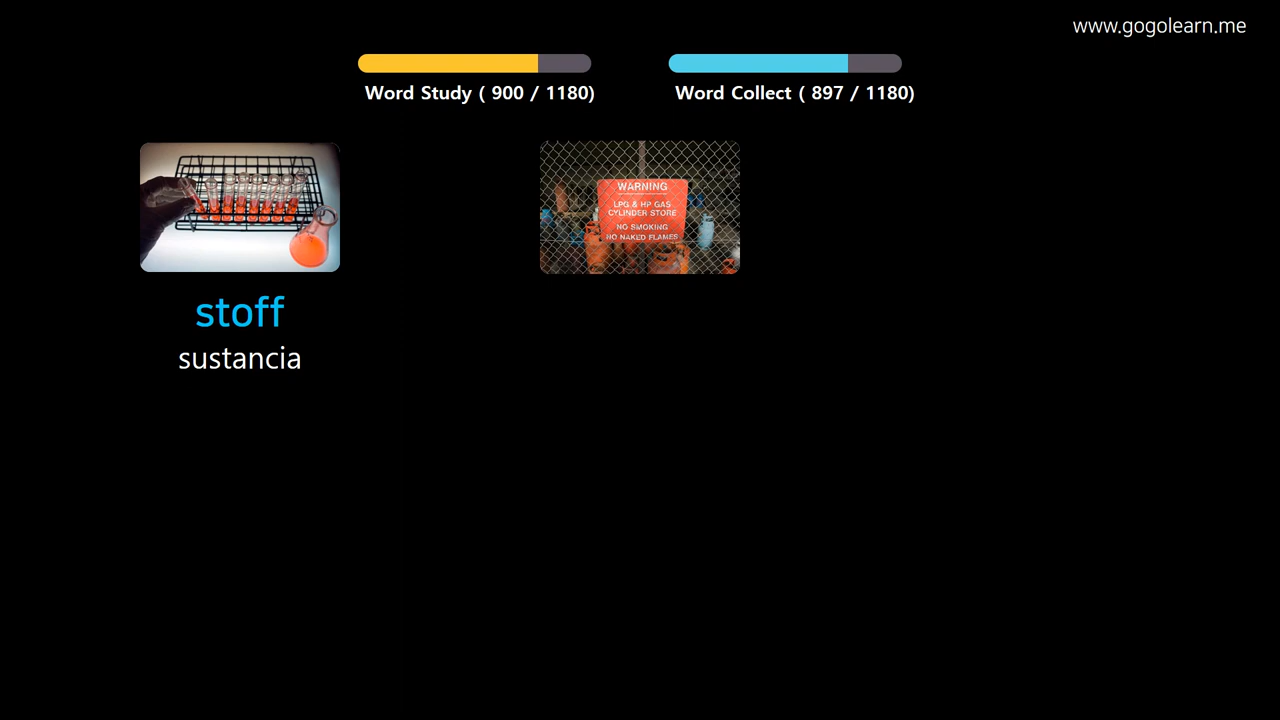 www.gogolearn.me
Word Study ( 900 / 1180)
Word Collect ( 897 / 1180)
WARNING
LPG & HP GAS
CYLINDER STORE
NO SMOKING
NO NAKED FLAMES
stoff
sustancia